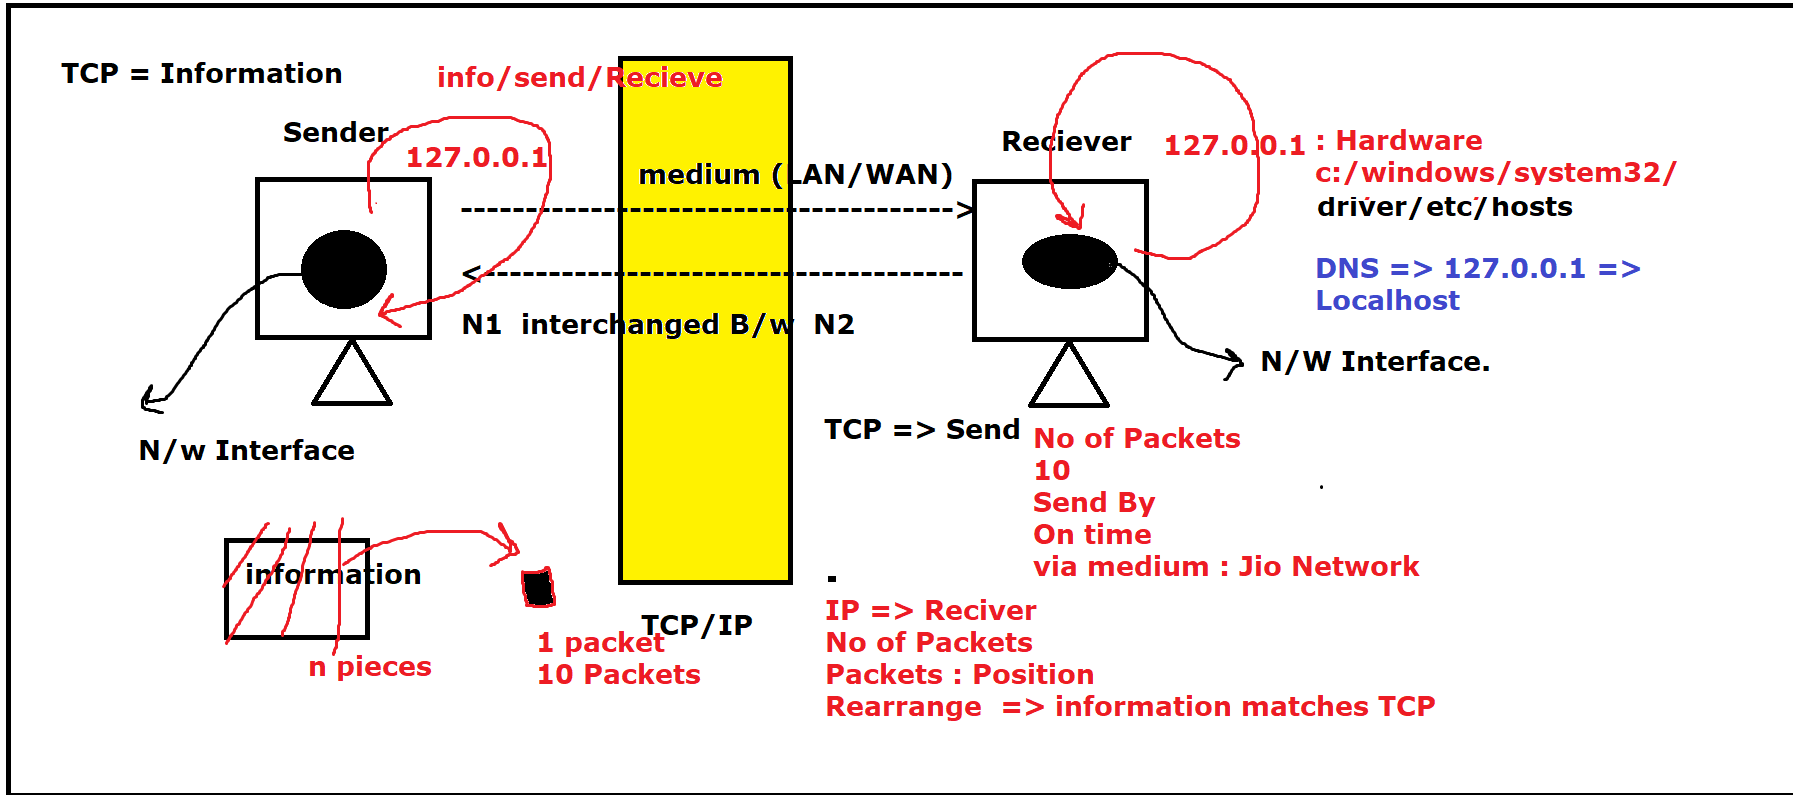 TCP = Information
info/send/Recieve
Sender
127.0.0.1
medium (LAN/WAN)
---------------------------------------->
<---------------------------------------
N1  interchanged B/w  N2
Reciever
127.0.0.1
: Hardware
c:/windows/system32/
driver/etc/hosts
DNS => 127.0.0.1 =>
Localhost
N/W Interface.
N/w Interface
TCP => Send
No of Packets
10
Send By
On time
via medium : Jio Network
information
n pieces
1 packet
10 Packets
TCP/IP
IP => Reciver
No of Packets
Packets : Position
Rearrange  => information matches TCP